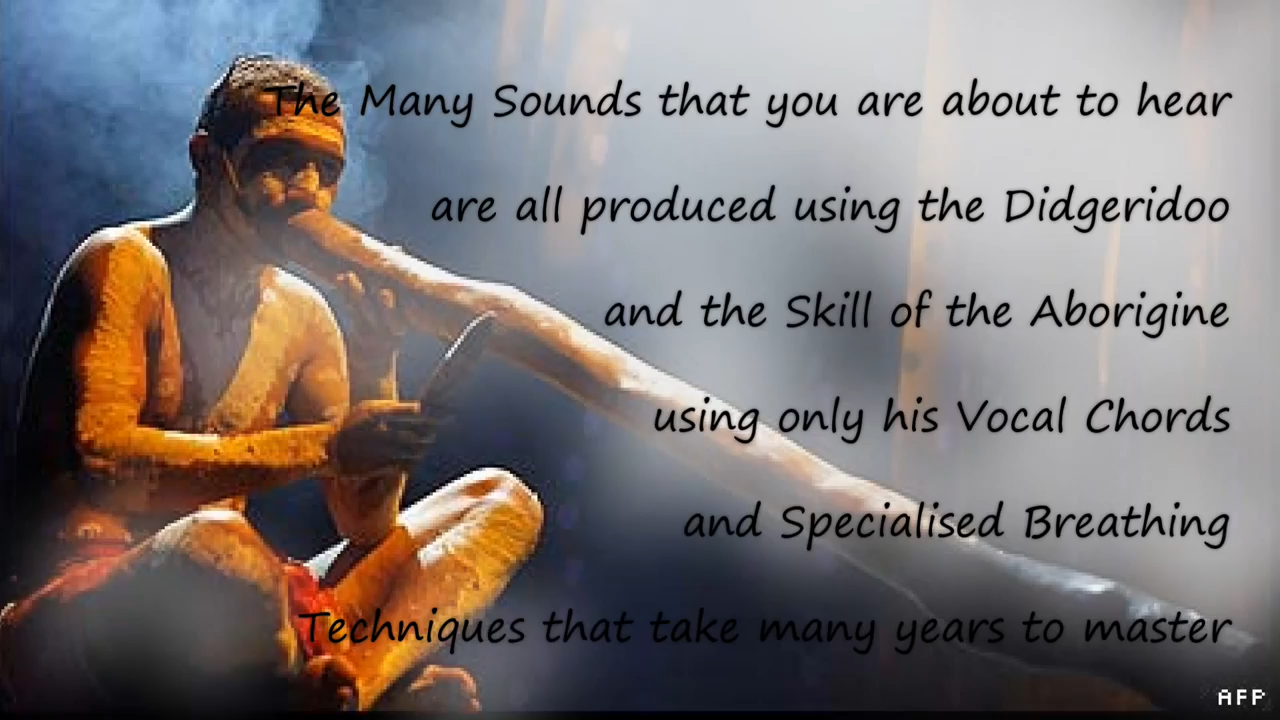 The Many Sounds that you are about to hear
are all produced using the Didgeridoo
and the Skill of the Aborigine
using only his Vocal Chords
and Specialised Breathing
Techniques that take many years to master
AFP